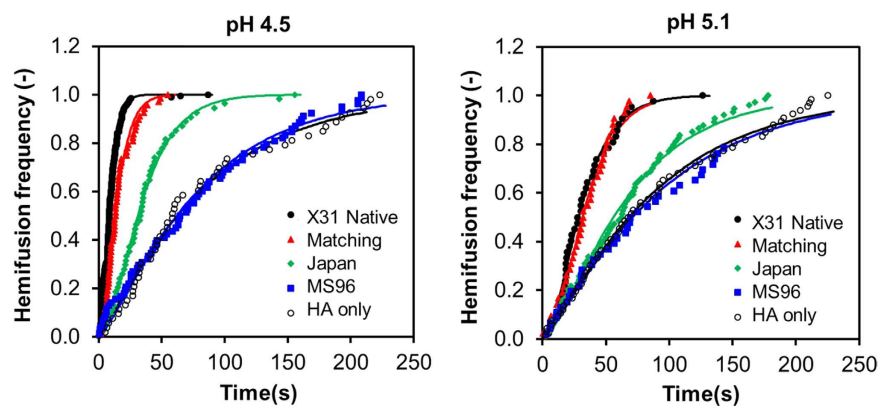 pH 4.5
Hemifusion frequency (-)
1.2
1.0
0.8
0.6
0.4
0.2
0.0
X31 Native
Matching
Japan
MS96
HA only
0 50 100 150 200 250
Time(s)
pH 5.1
Hemifusion frequency (-)
1.2
1.0
0.8
0.6
0.4
0.2
0.0
X31 Native
Matching
Japan
MS96
HA only
0 50 100 150 200 250
Time(s)